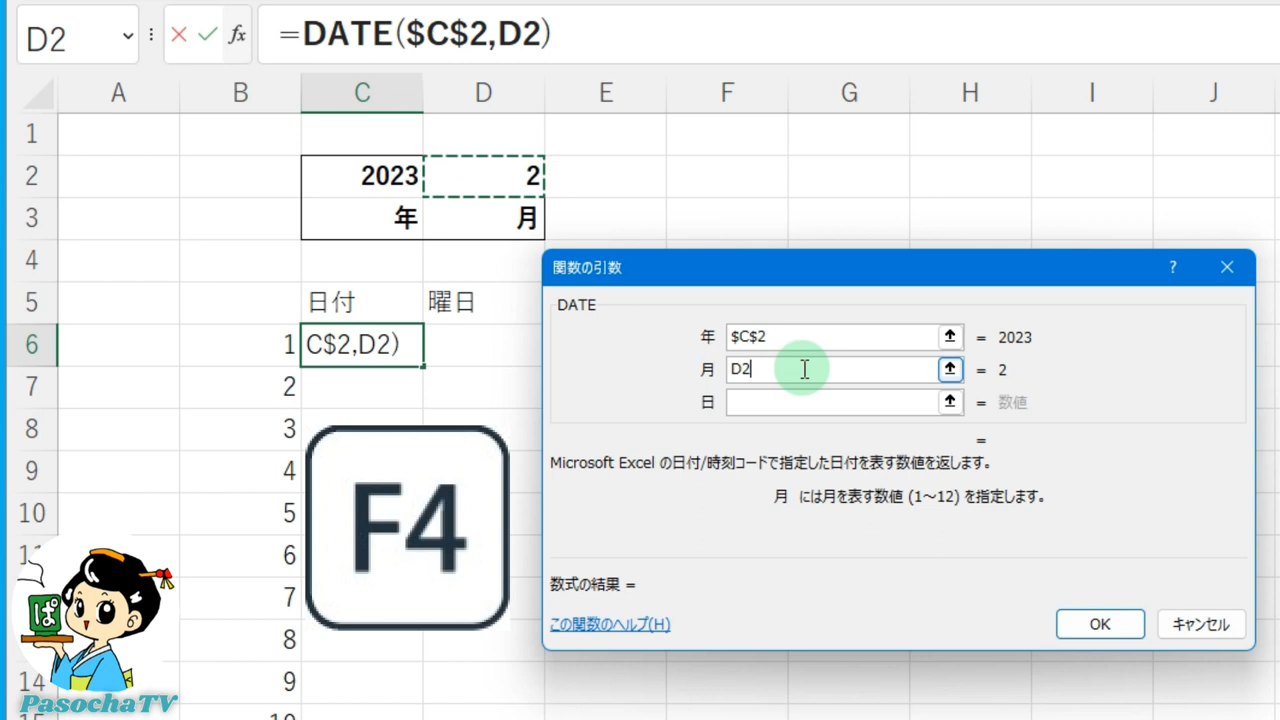 D2 fx =DATE($C$2,D2)
A B C D E F G H I J
1
2 2023 2
3 年 月
4
5 日付 曜日
6 1 C$2,D2)
7 2
8 3
9 4
10 5
6
7
8
14 9
10
F4
関数の引数 ?
DATE
年 $C$2 = 2023
月 D2 = 2
日 = 数値
=
Microsoft Excel の日付/時刻コードで指定した日付を表す数値を返します。
月 には月を表す数値 (1～12) を指定します。
数式の結果 =
この関数のヘルプ(H) OK キャンセル
ぱ
PasochaTV